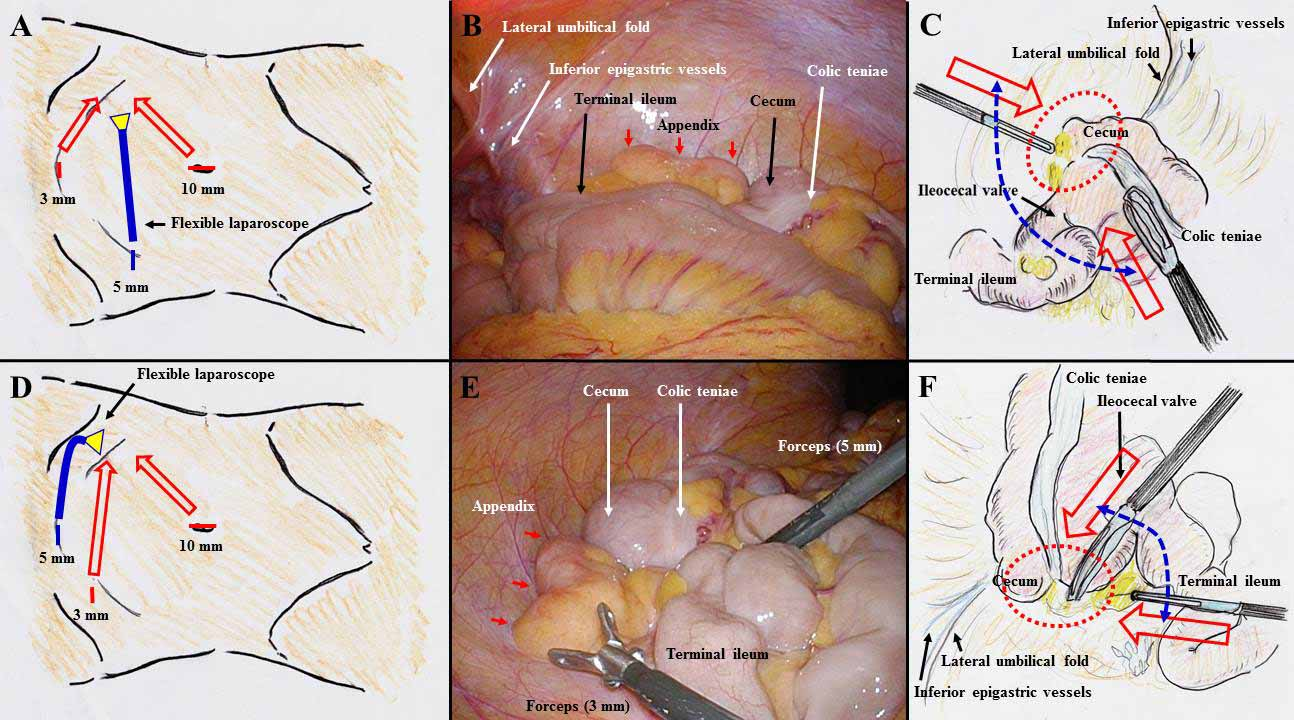 A
3 mm
10 mm
Flexible laparoscope
5 mm
B
Lateral umbilical fold
Inferior epigastric vessels
Terminal ileum
Appendix
Cecum
Colic teniae
C
Inferior epigastric vessels
Lateral umbilical fold
Cecum
Ileocecal valve
Colic teniae
Terminal ileum
D
Flexible laparoscope
5 mm
10 mm
3 mm
E
Cecum
Colic teniae
Forceps (5 mm)
Appendix
Terminal ileum
Forceps (3 mm)
F
Colic teniae
Ileocecal valve
Cecum
Terminal ileum
Lateral umbilical fold
Inferior epigastric vessels